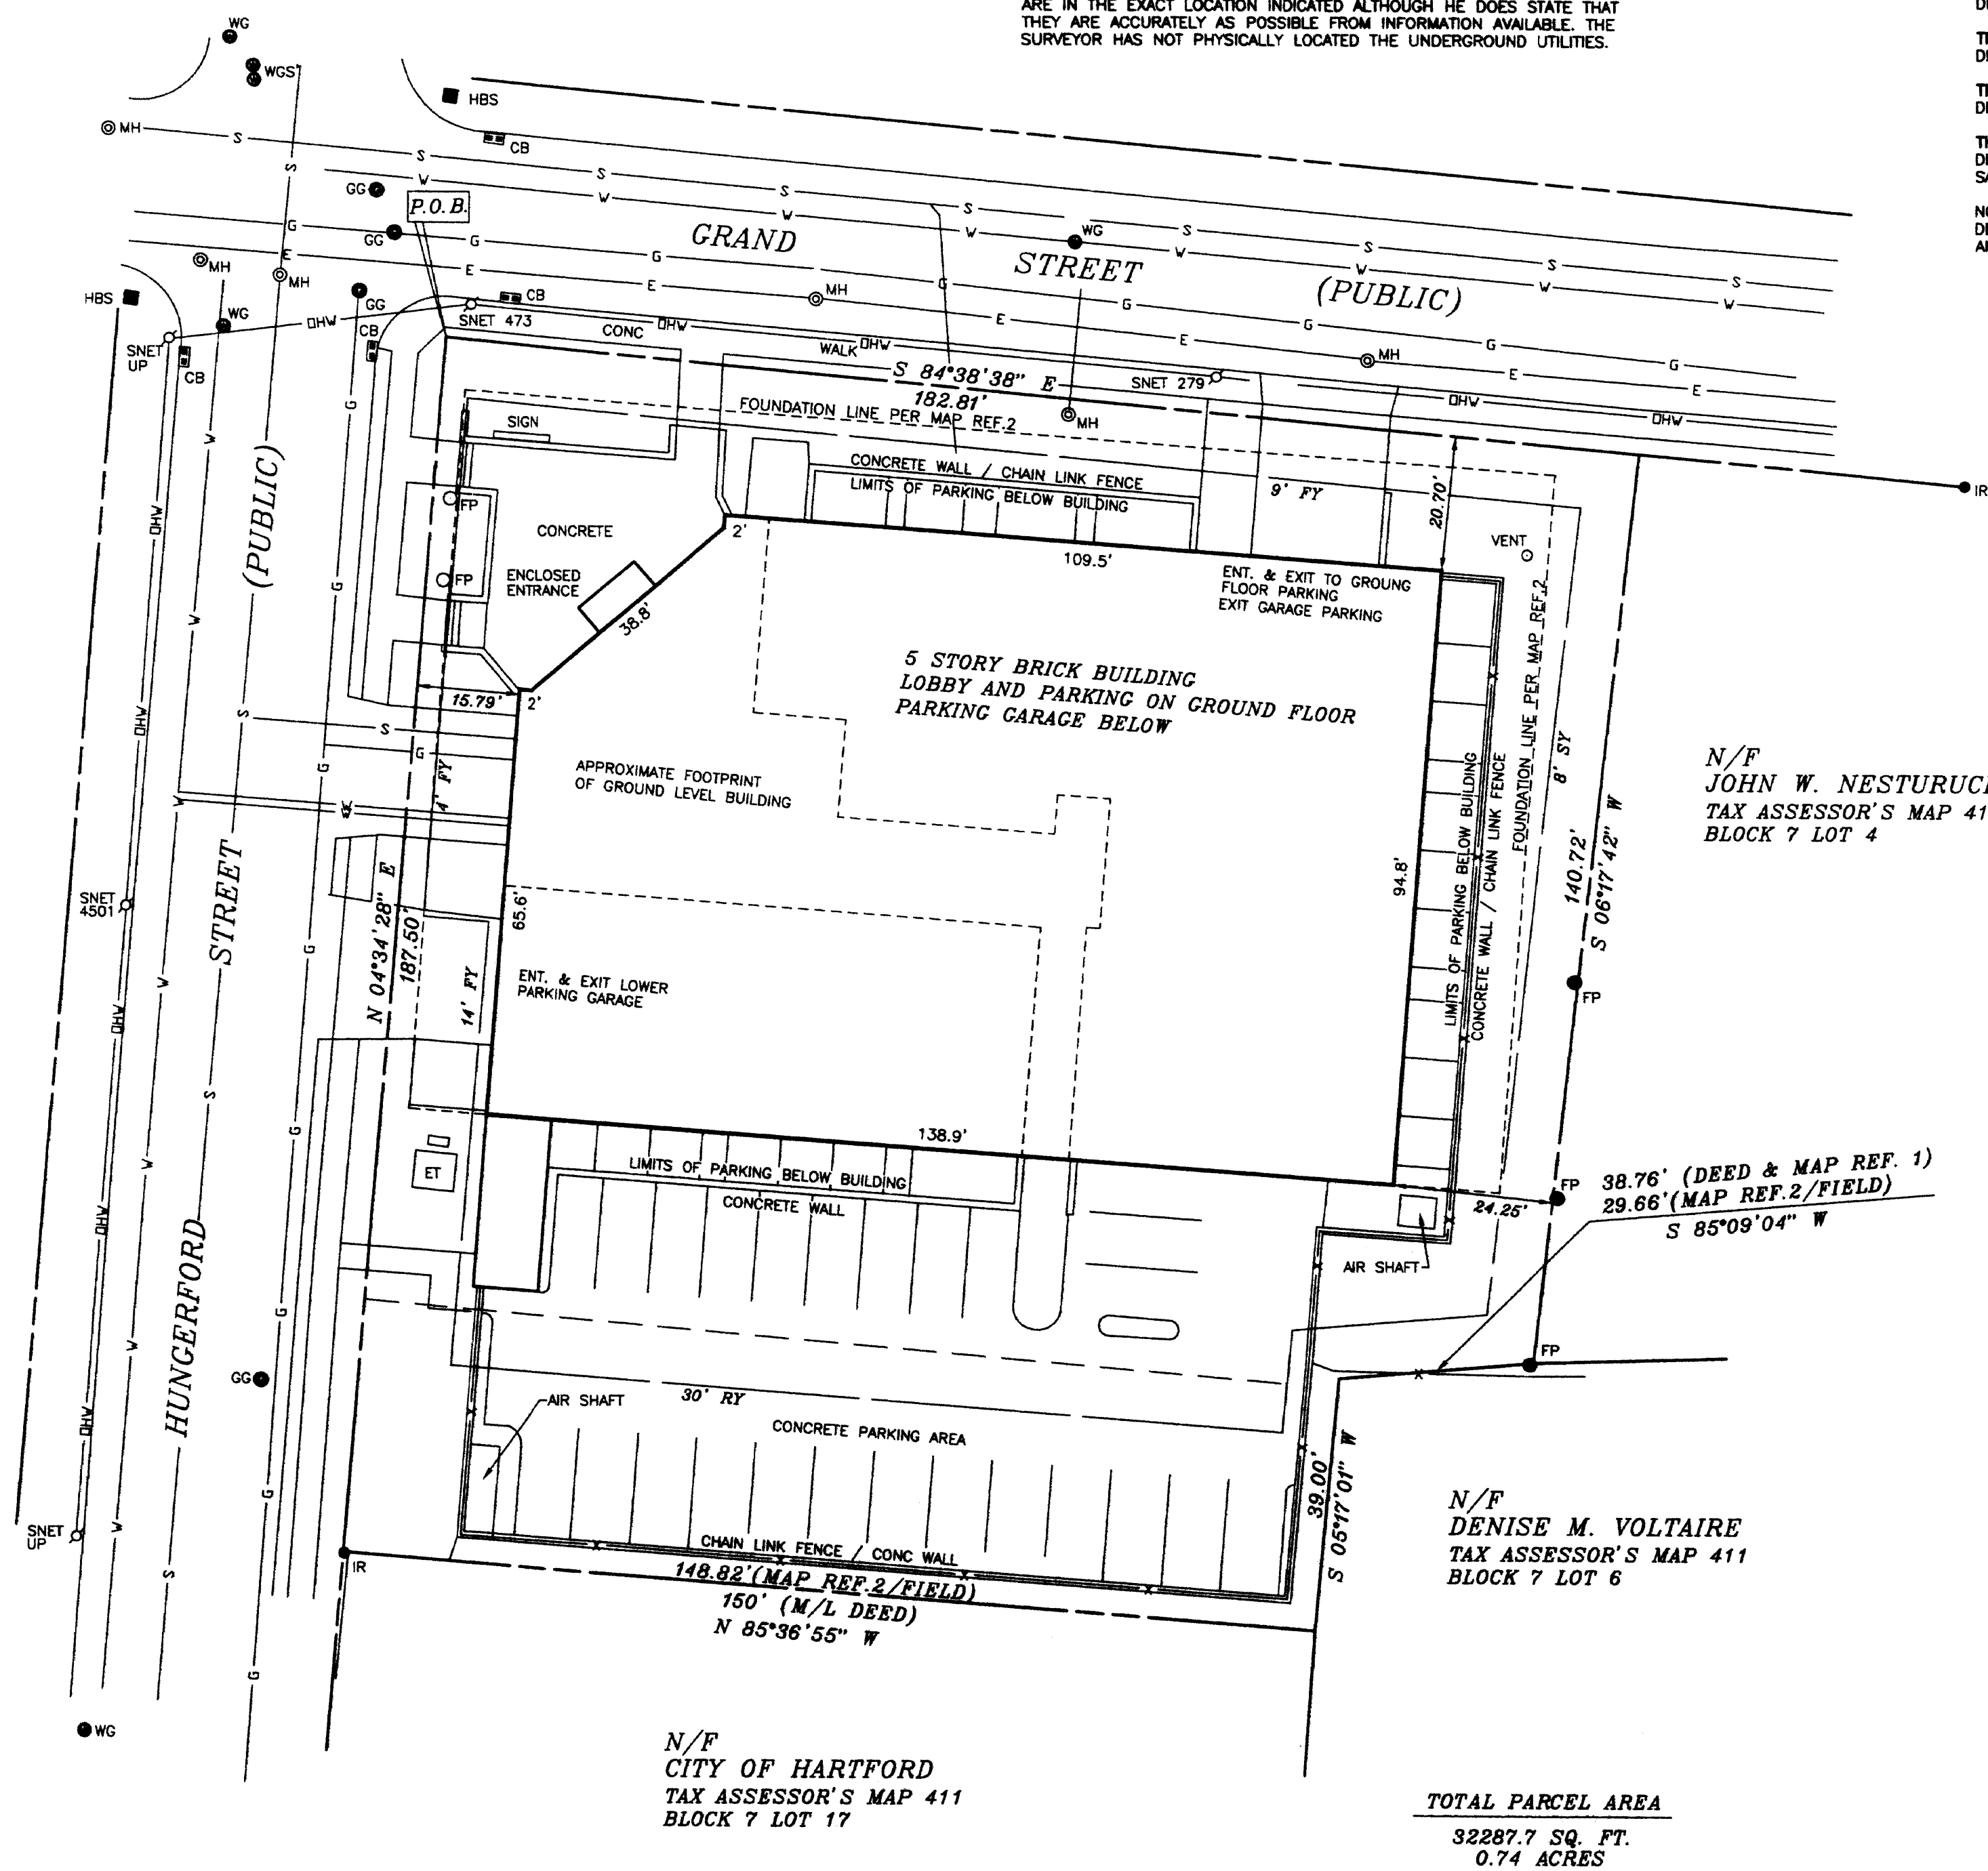 ARE IN THE EXACT LOCATION INDICATED ALTHOUGH HE DOES STATE THAT
THEY ARE ACCURATELY AS POSSIBLE FROM INFORMATION AVAILABLE. THE
SURVEYOR HAS NOT PHYSICALLY LOCATED THE UNDERGROUND UTILITIES.
WG
WGS
HBS
MH
S
S
S
S
S
S
S
S
S
CB
GG
W
W
W
W
W
W
W
P.O.B.
GG
G
G
G
G
G
G
G
G
GRAND
STREET
(PUBLIC)
WG
E
E
E
E
E
E
E
MH
MH
MH
MH
HBS
GG
CB
WG
OHW
SNET 473
CONC
OHW
WALK
OHW
SNET
UP
CB
CB
S 84°38'38" E
182.81'
SNET 279
OHW
OHW
MH
FOUNDATION LINE PER MAP REF.2
SIGN
CONCRETE WALL / CHAIN LINK FENCE
LIMITS OF PARKING BELOW BUILDING
9' FY
20.70'
IR
FP
FP
CONCRETE
2'
VENT
109.5'
ENCLOSED
ENTRANCE
38.8'
ENT. & EXIT TO GROUNG
FLOOR PARKING
EXIT GARAGE PARKING
5 STORY BRICK BUILDING
LOBBY AND PARKING ON GROUND FLOOR
PARKING GARAGE BELOW
15.79'
2'
S
G
4' FY
APPROXIMATE FOOTPRINT
OF GROUND LEVEL BUILDING
FOUNDATION LINE PER MAP REF.2
8' SY
LIMITS OF PARKING BELOW BUILDING
CONCRETE WALL / CHAIN LINK FENCE
140.72'
S 06°17'42" W
N/F
JOHN W. NESTURUC
TAX ASSESSOR'S MAP 41
BLOCK 7 LOT 4
94.8'
SNET
4501
N 04°34'28" E
187.50'
65.6'
14' FY
ENT. & EXIT LOWER
PARKING GARAGE
HUNGERFORD
STREET
(PUBLIC)
FP
138.9'
LIMITS OF PARKING BELOW BUILDING
CONCRETE WALL
ET
FP
24.25'
38.76' (DEED & MAP REF. 1)
29.66'(MAP REF.2/FIELD)
S 85°09'04" W
AIR SHAFT
FP
GG
AIR SHAFT
30' RY
CONCRETE PARKING AREA
39.00'
S 05°17'01" W
SNET
UP
CHAIN LINK FENCE / CONC WALL
IR
148.82'(MAP REF.2/FIELD)
150' (M/L DEED)
N 85°36'55" W
N/F
DENISE M. VOLTAIRE
TAX ASSESSOR'S MAP 411
BLOCK 7 LOT 6
WG
N/F
CITY OF HARTFORD
TAX ASSESSOR'S MAP 411
BLOCK 7 LOT 17
TOTAL PARCEL AREA
32287.7 SQ. FT.
0.74 ACRES